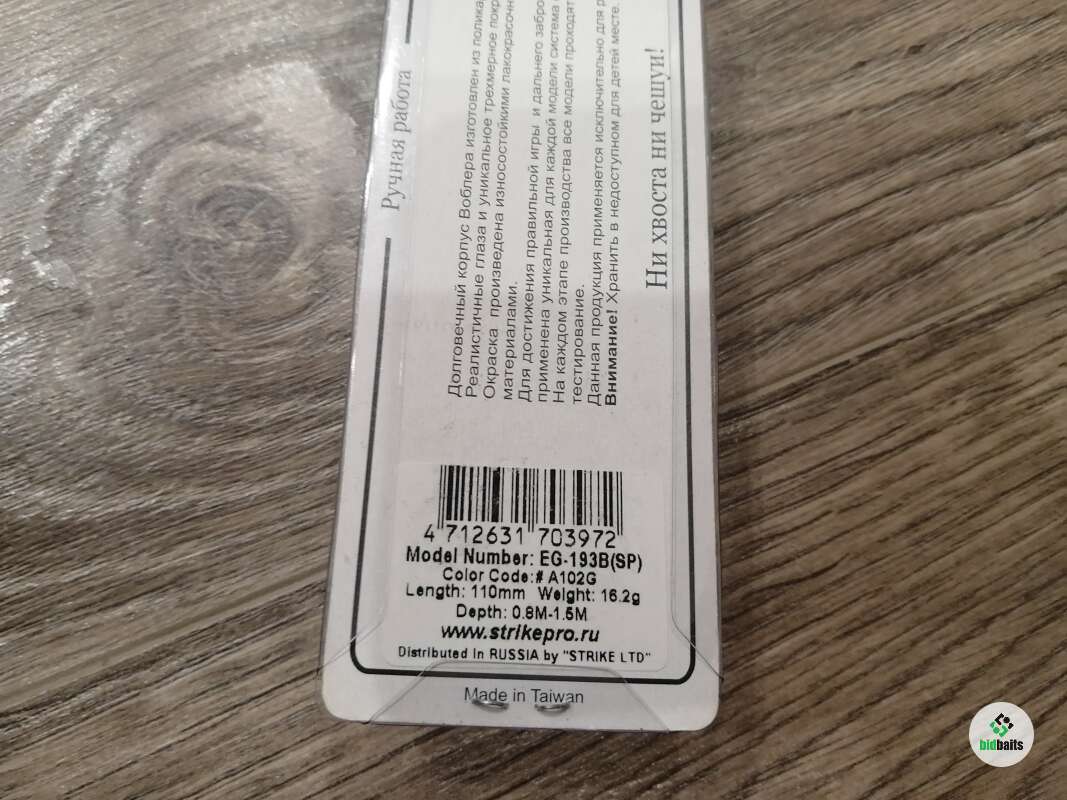 Ручная работа
Долговечный корпус Воблера изготовлен из
Реалистичные глаза и уникальное трехмерное
Окраска произведена износостойкими
материалами.
Для достижения правильной игры и дальнего
применена уникальная для каждой модели система
На каждом этапе производства все модели проходят
тестирование.
Данная продукция применяется исключительно для
Внимание! Хранить в недоступном для детей месте.
Ни хвоста ни чешуи!
4 712631 703972
Model Number: EG-193B(SP)
Color Code:# A102G
Length: 110mm Weight: 16.2g
Depth: 0.8M-1.5M
www.strikepro.ru
Distributed in RUSSIA by "STRIKE LTD"
Made in Taiwan
bidbaits